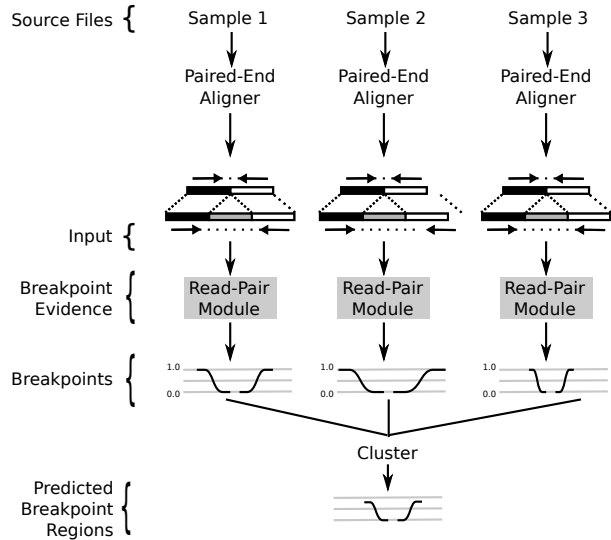 Source Files
Sample 1
Sample 2
Sample 3
Paired-End
Aligner
Paired-End
Aligner
Paired-End
Aligner
Input
Breakpoint
Evidence
Read-Pair
Module
Read-Pair
Module
Read-Pair
Module
Breakpoints
1.0
0.0
1.0
0.0
1.0
0.0
Cluster
Predicted
Breakpoint
Regions